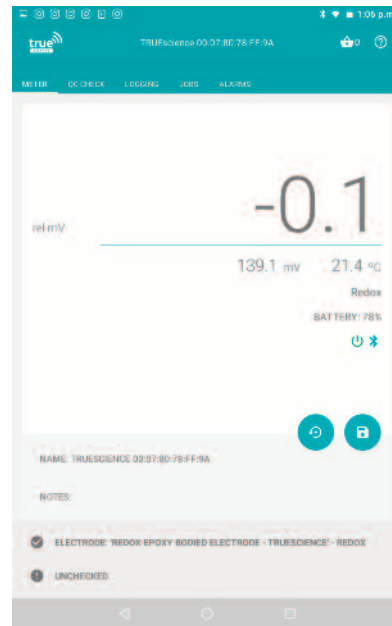 1:06 p.m
true
SCIENCE
TRUEscience 00:07:80:78:FF:9A
0
METER QC CHECK LOGGING JOBS ALARMS
-0.1
rel mV
139.1 mV 21.4 °C
Redox
BATTERY: 78%
NAME: TRUESCIENCE 00:07:80:78:FF:9A
NOTES:
ELECTRODE: 'REDOX EPOXY BODIED ELECTRODE - TRUESCIENCE' - REDOX
UNCHECKED